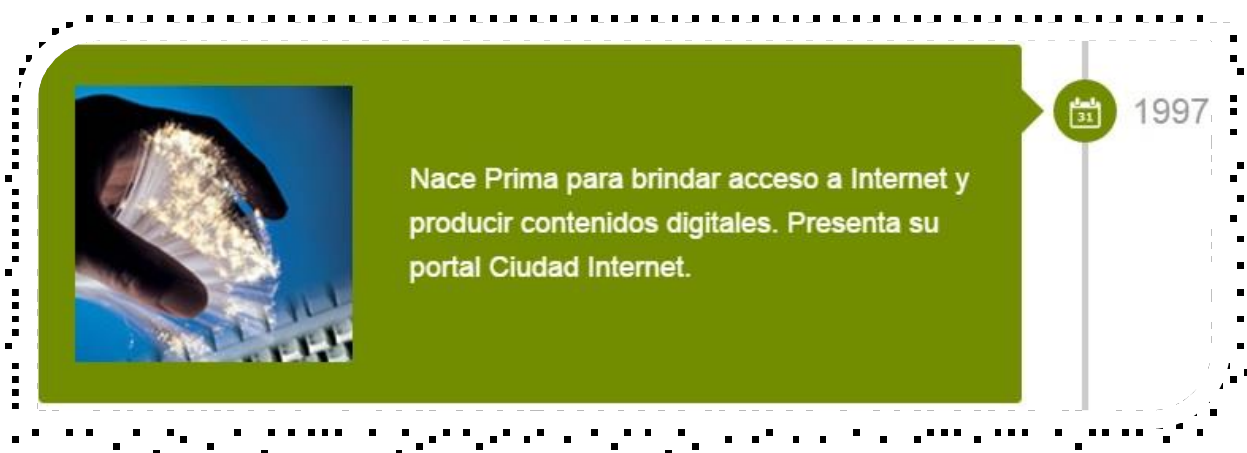 Nace Prima para brindar acceso a Internet y
producir contenidos digitales. Presenta su
portal Ciudad Internet.
31
1997